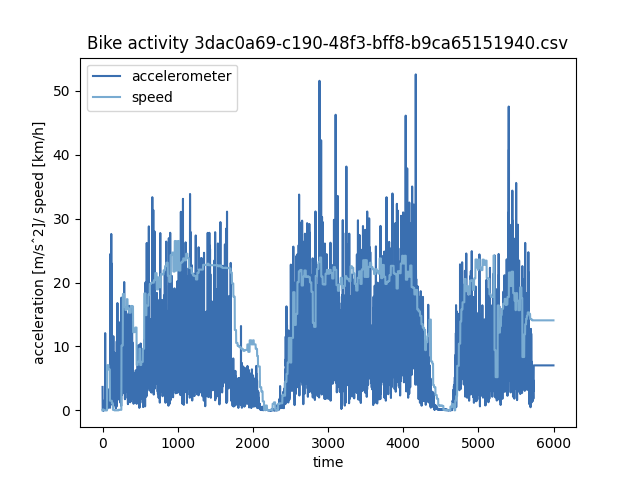 Bike activity 3dac0a69-c190-48f3-bff8-b9ca65151940.csv
accelerometer
speed
acceleration [m/s^2]/ speed [km/h]
50
40
30
20
10
0
0 1000 2000 3000 4000 5000 6000
time